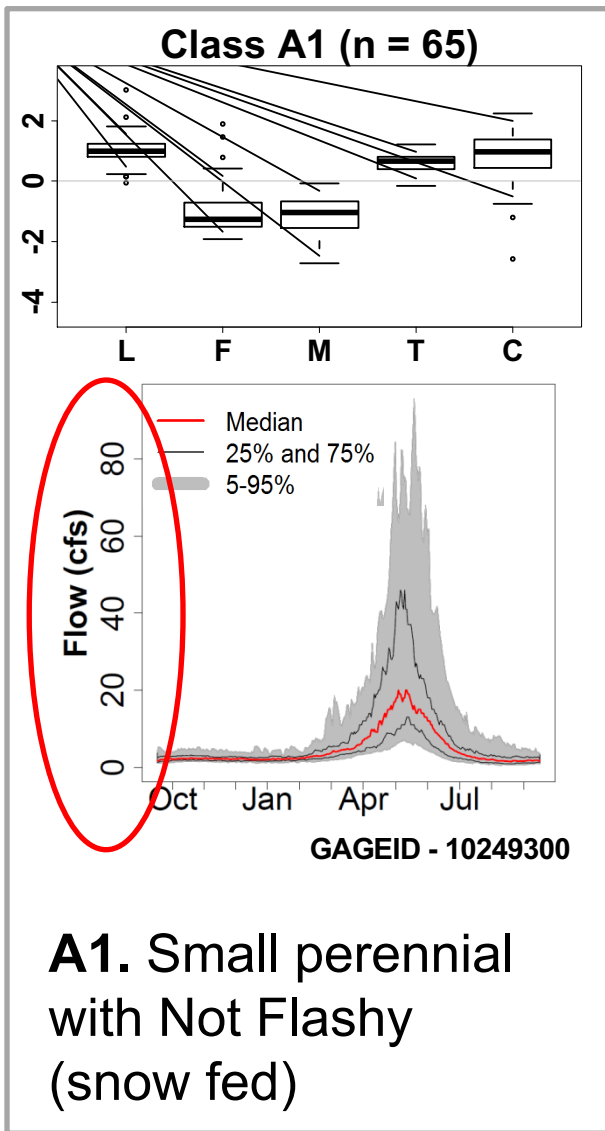 Class A1 (n = 65)
2
0
-2
-4
L F M T C
Median
25% and 75%
5-95%
Flow (cfs)
80
60
40
20
0
Oct Jan Apr Jul
GAGEID - 10249300
A1. Small perennial
with Not Flashy
(snow fed)